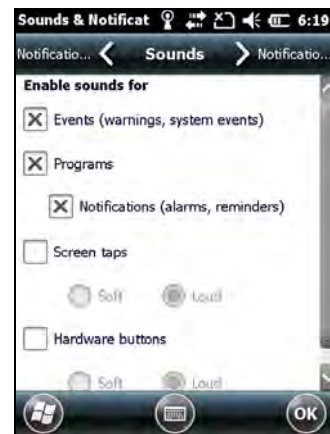 Sounds & Notificat 6:19
Notificatio... Sounds Notificatio...
Enable sounds for
Events (warnings, system events)
Programs
Notifications (alarms, reminders)
Screen taps
Soft Loud
Hardware buttons
Soft Loud
OK